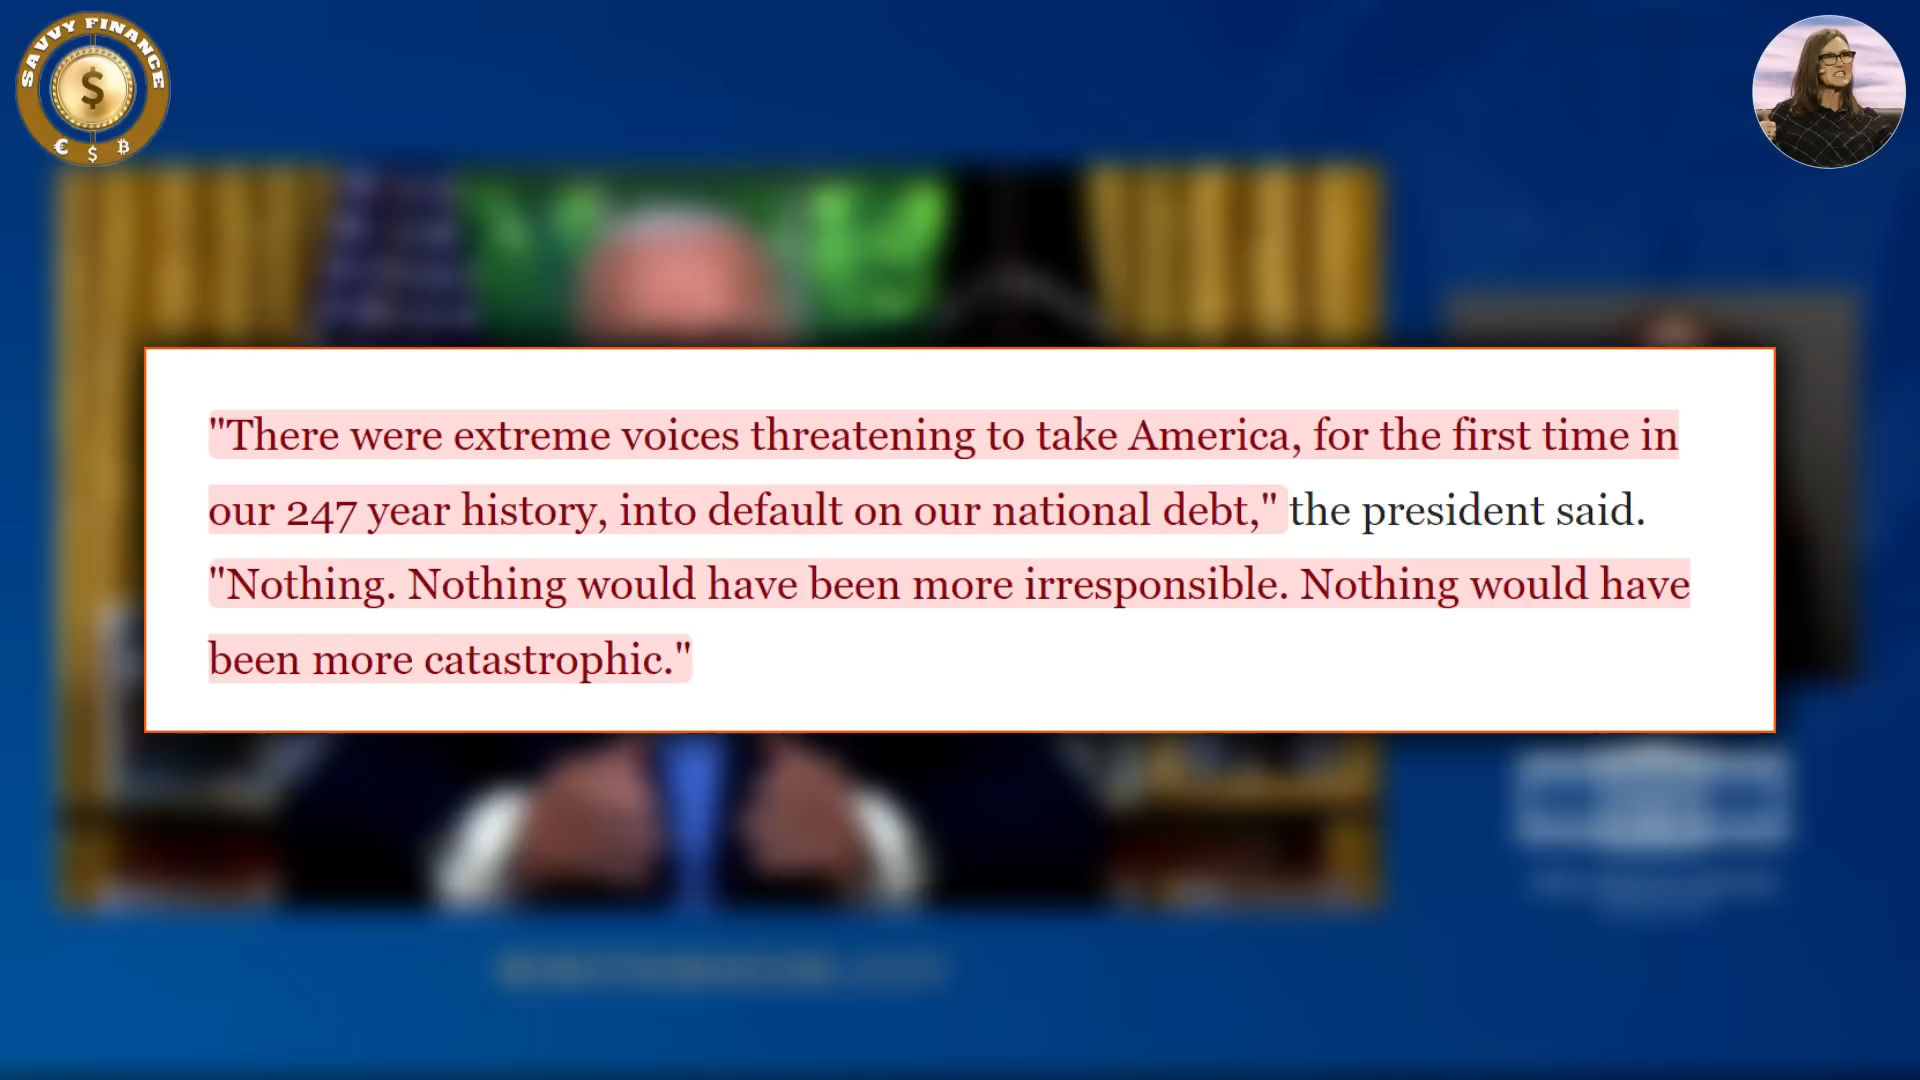 SAVVY FINANCE
$
€ $ ₿
"There were extreme voices threatening to take America, for the first time in
our 247 year history, into default on our national debt," the president said.
"Nothing. Nothing would have been more irresponsible. Nothing would have
been more catastrophic."